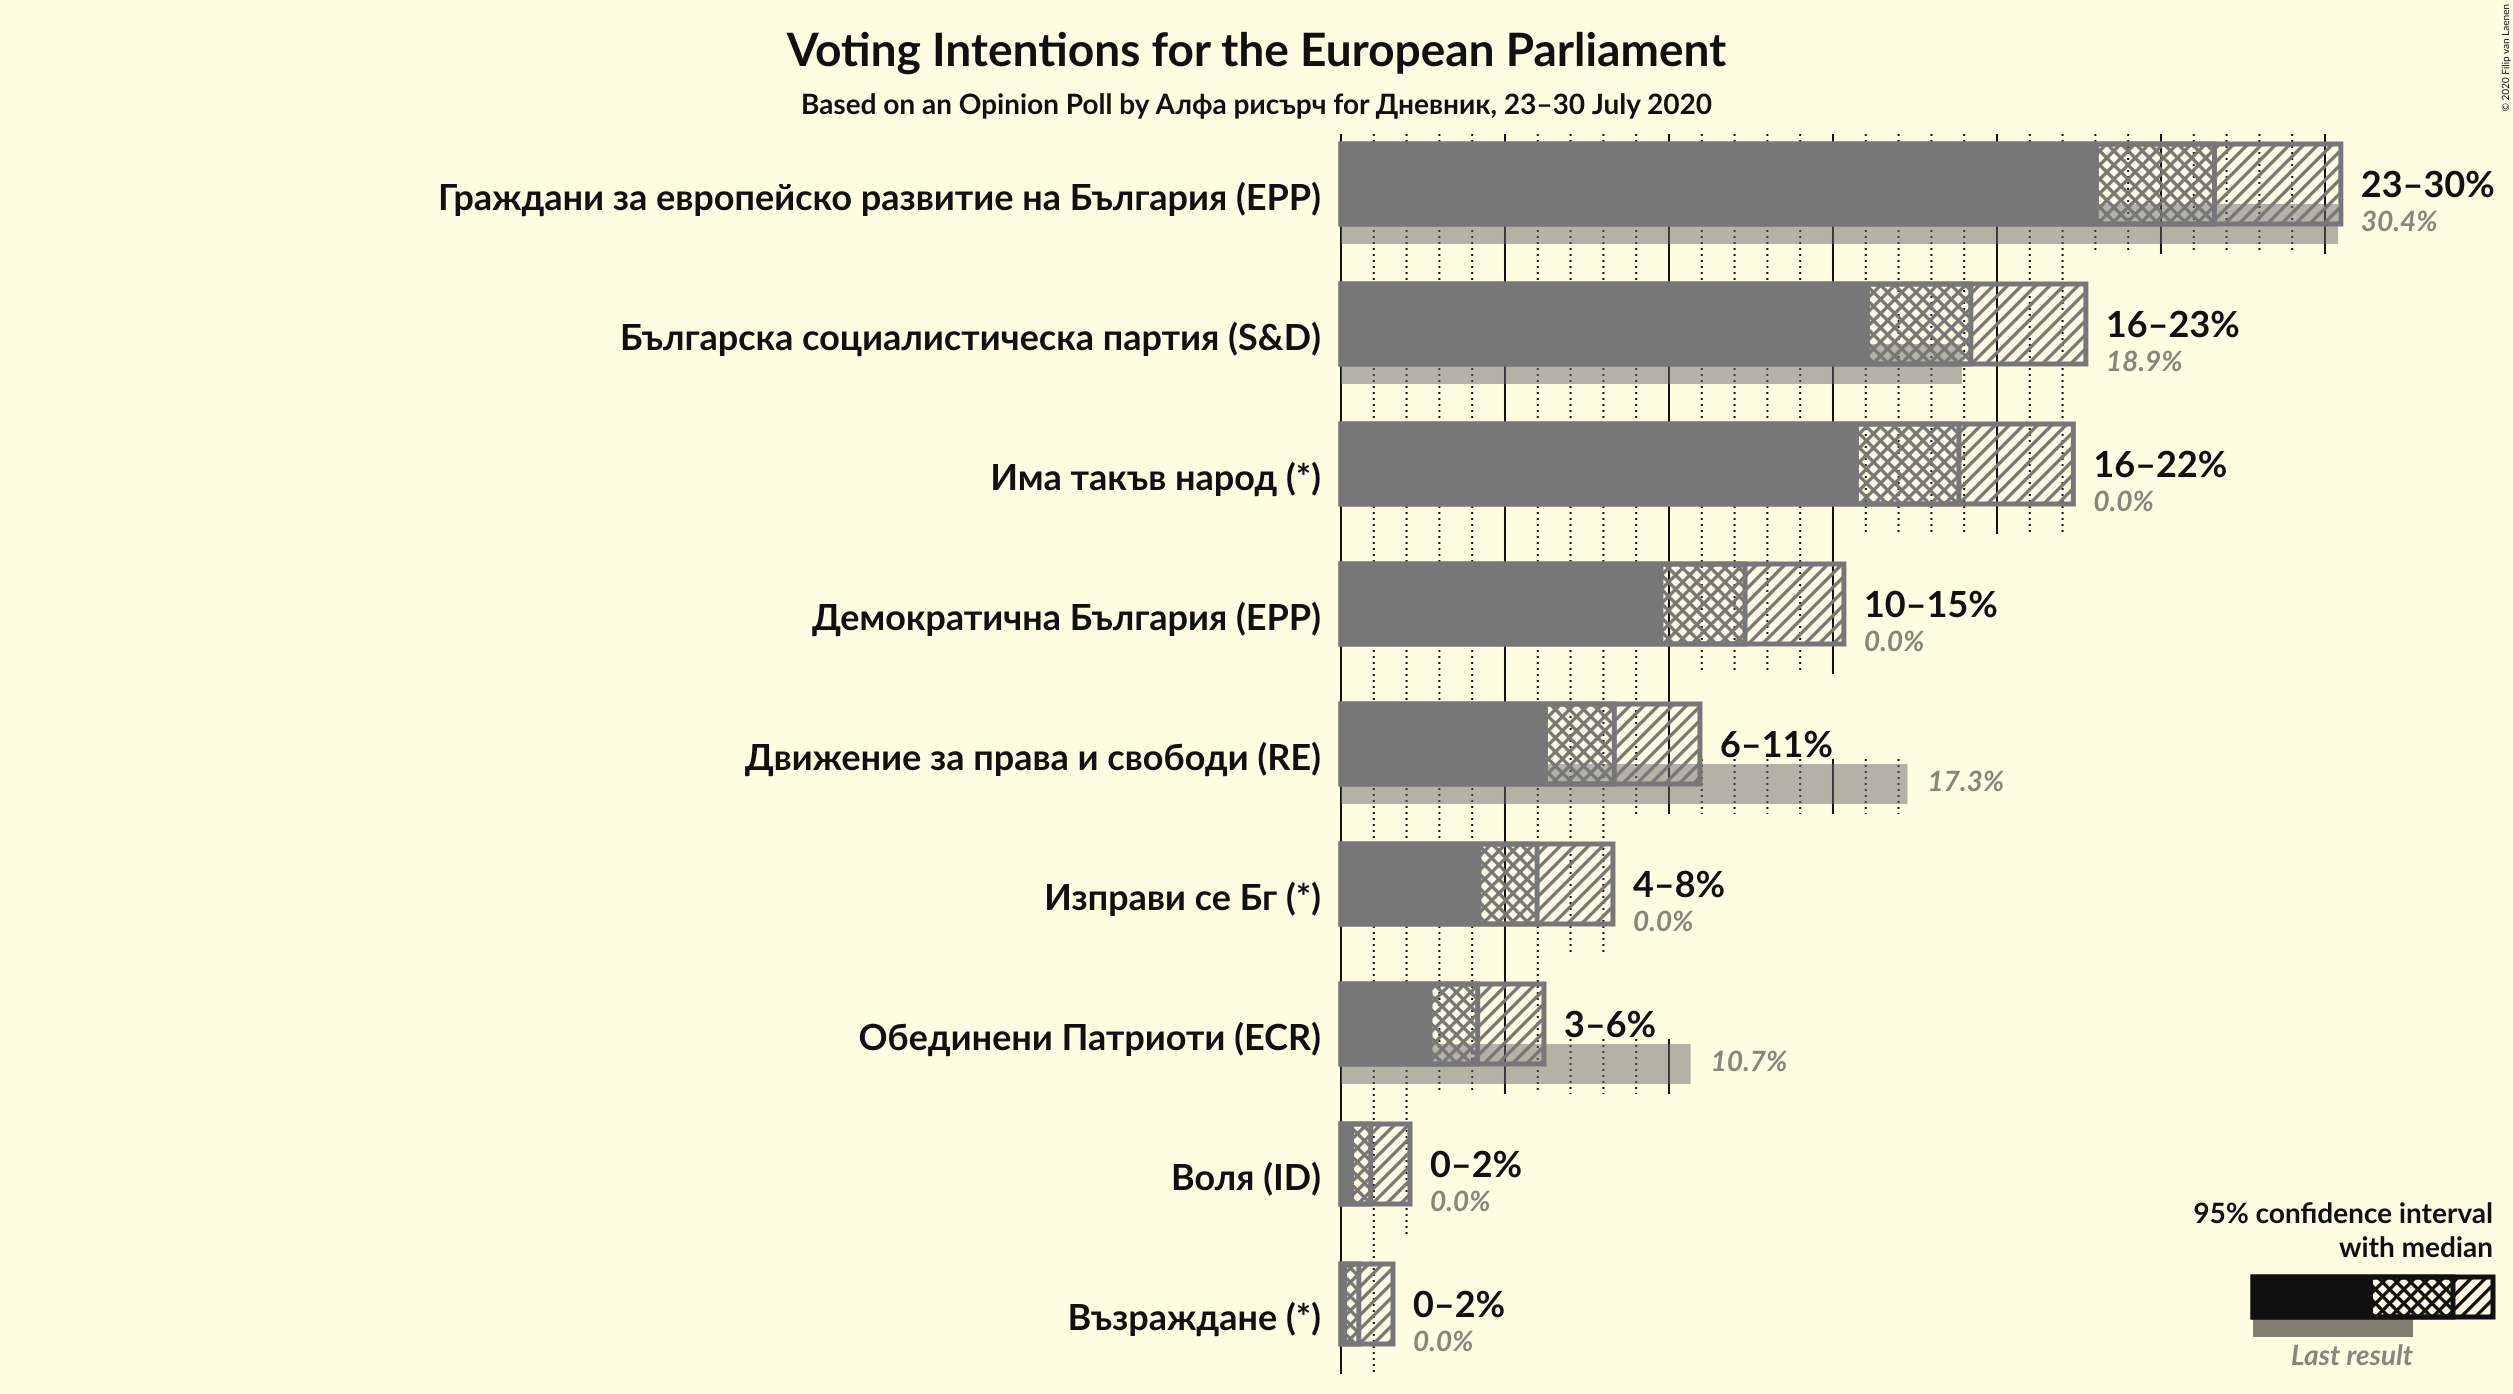 © 2020 Filip van Laenen
Voting Intentions for the European Parliament
Based on an Opinion Poll by Алфа рисърч for Дневник, 23–30 July 2020
Граждани за европейско развитие на България (EPP)
23–30%
30.4%
Българска социалистическа партия (S&D)
16–23%
18.9%
Има такъв народ (*)
16–22%
0.0%
Демократична България (EPP)
10–15%
0.0%
Движение за права и свободи (RE)
6–11%
17.3%
Изправи се Бг (*)
4–8%
0.0%
Обединени Патриоти (ECR)
3–6%
10.7%
Воля (ID)
0–2%
0.0%
Възраждане (*)
0–2%
0.0%
95% confidence interval
with median
Last result